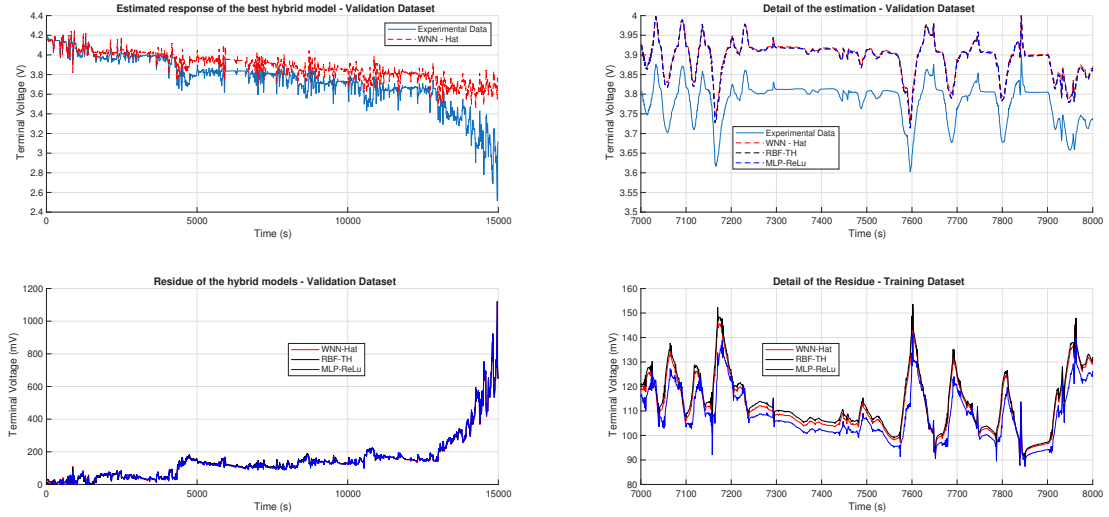 Estimated response of the best hybrid model - Validation Dataset
4.4
4.2
4
3.8
3.6
3.4
3.2
3
2.8
2.6
2.4
Terminal Voltage (V)
Experimental Data
WNN - Hat
0
5000
10000
15000
Time (s)
Detail of the estimation - Validation Dataset
4
3.95
3.9
3.85
3.8
3.75
3.7
3.65
3.6
3.55
3.5
Terminal Voltage (V)
Experimental Data
WNN - Hat
RBF-TH
MLP-ReLu
7000
7100
7200
7300
7400
7500
7600
7700
7800
7900
8000
Time (s)
Residue of the hybrid models - Validation Dataset
1200
1000
800
600
400
200
0
Terminal Voltage (mV)
WNN-Hat
RBF-TH
MLP-ReLu
0
5000
10000
15000
Time (s)
Detail of the Residue - Training Dataset
160
150
140
130
120
110
100
90
80
Terminal Voltage (mV)
WNN-Hat
RBF-TH
MLP-ReLu
7000
7100
7200
7300
7400
7500
7600
7700
7800
7900
8000
Time (s)